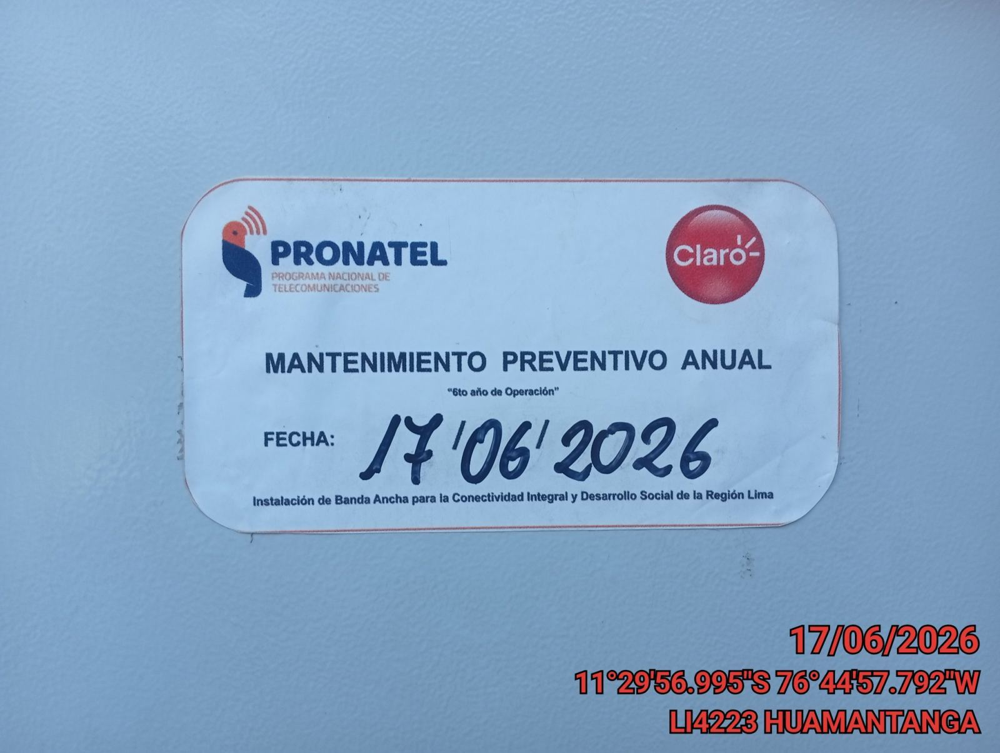 PRONATEL
PROGRAMA NACIONAL DE
TELECOMUNICACIONES
Claro
MANTENIMIENTO PREVENTIVO ANUAL
"6to año de Operación"
FECHA: 17/06/2026
Instalación de Banda Ancha para la Conectividad Integral y Desarrollo Social de la Región Lima
17/06/2026
11°29'56.995"S 76°44'57.792"W
LI4223 HUAMANTANGA